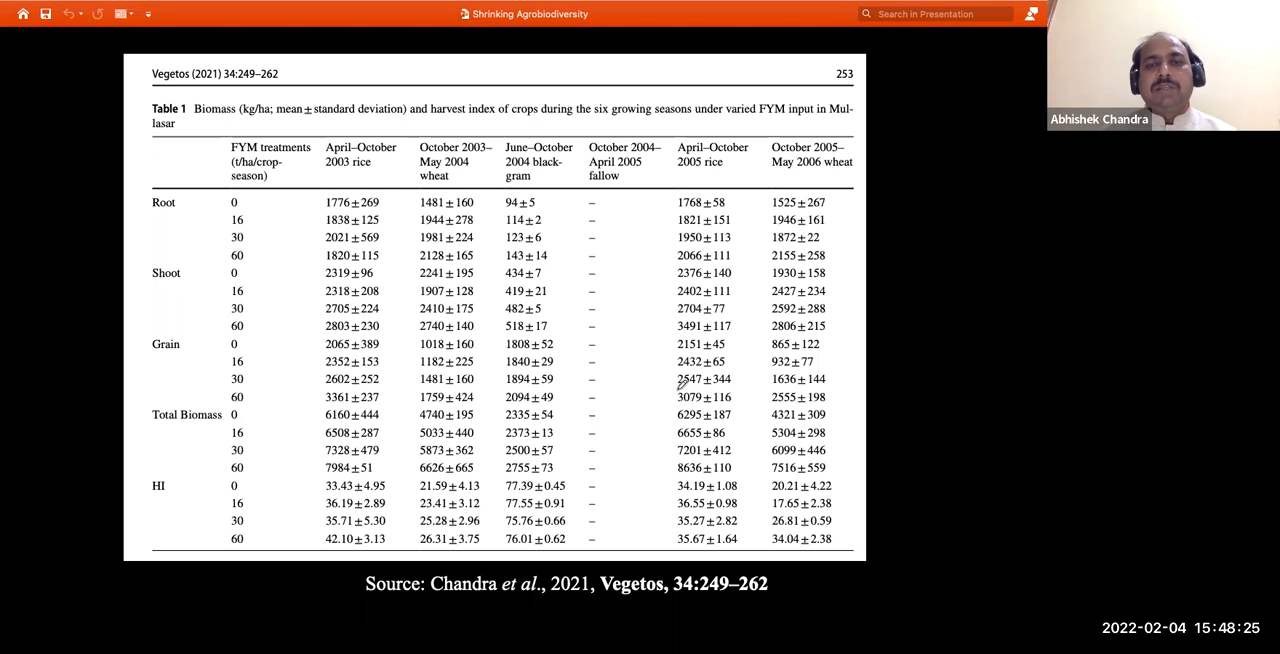 Shrinking Agrobiodiversity
Search in Presentation
Abhishek Chandra
Vegetos (2021) 34:249–262 253
Table 1 Biomass (kg/ha; mean±standard deviation) and harvest index of crops during the six growing seasons under varied FYM input in Mul-
lasar
FYM treatments April–October October 2003– June–October October 2004– April–October October 2005–
(t/ha/crop- 2003 rice May 2004 2004 black- April 2005 2005 rice May 2006 wheat
season) wheat gram fallow
Root 0 1776±269 1481±160 94±5 – 1768±58 1525±267
16 1838±125 1944±278 114±2 – 1821±151 1946±161
30 2021±569 1981±224 123±6 – 1950±113 1872±22
60 1820±115 2128±165 143±14 – 2066±111 2155±258
Shoot 0 2319±96 2241±195 434±7 – 2376±140 1930±158
16 2318±208 1907±128 419±21 – 2402±111 2427±234
30 2705±224 2410±175 482±5 – 2704±77 2592±288
60 2803±230 2740±140 518±17 – 3491±117 2806±215
Grain 0 2065±389 1018±160 1808±52 – 2151±45 865±122
16 2352±153 1182±225 1840±29 – 2432±65 932±77
30 2602±252 1481±160 1894±59 – 2547±344 1636±144
60 3361±237 1759±424 2094±49 – 3079±116 2555±198
Total Biomass 0 6160±444 4740±195 2335±54 – 6295±187 4321±309
16 6508±287 5033±440 2373±13 – 6655±86 5304±298
30 7328±479 5873±362 2500±57 – 7201±412 6099±446
60 7984±51 6626±665 2755±73 – 8636±110 7516±559
HI 0 33.43±4.95 21.59±4.13 77.39±0.45 – 34.19±1.08 20.21±4.22
16 36.19±2.89 23.41±3.12 77.55±0.91 – 36.55±0.98 17.65±2.38
30 35.71±5.30 25.28±2.96 75.76±0.66 – 35.27±2.82 26.81±0.59
60 42.10±3.13 26.31±3.75 76.01±0.62 – 35.67±1.64 34.04±2.38
Source: Chandra et al., 2021, Vegetos, 34:249–262
2022-02-04 15:48:25